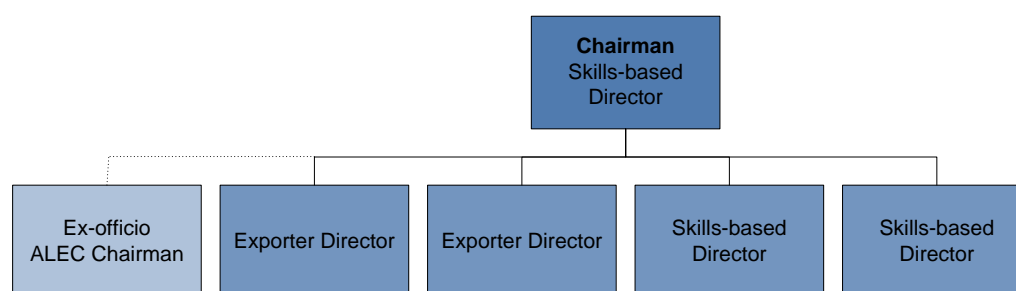 Chairman
Skills-based
Director
Ex-officio
ALEC Chairman
Exporter Director
Exporter Director
Skills-based
Director
Skills-based
Director